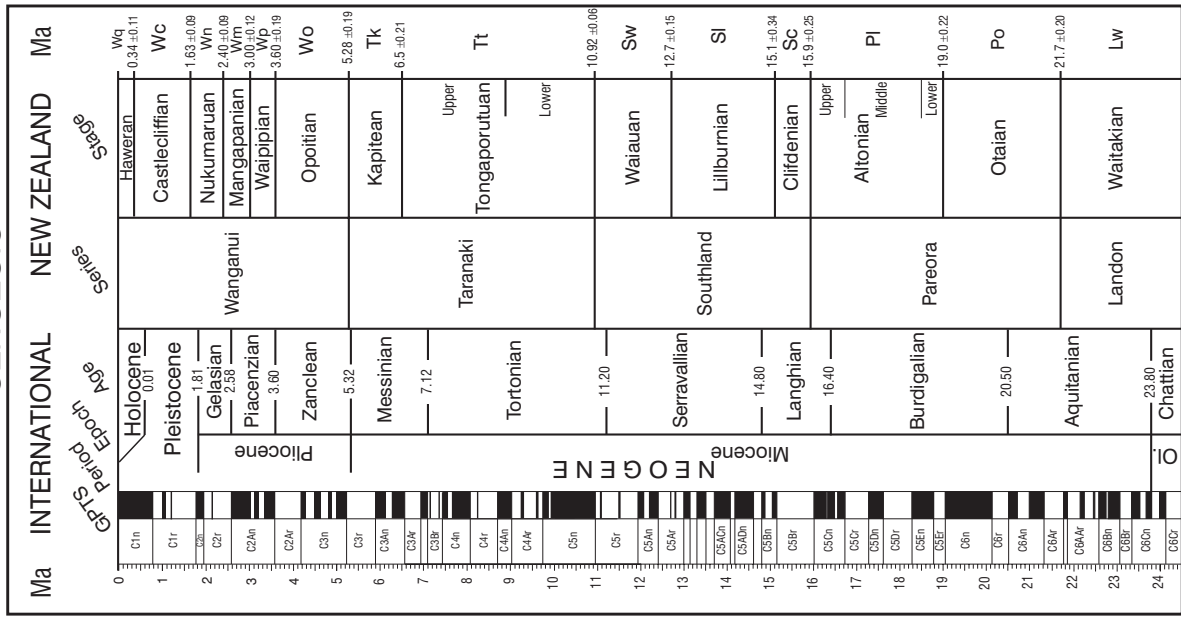 Ma
INTERNATIONAL
NEW ZEALAND
Ma
GPTS
Period
Epoch
Age
Series
Stage
0
1
2
3
4
5
6
7
8
9
10
11
12
13
14
15
16
17
18
19
20
21
22
23
24
C1n
C1r
C2n
C2r
C2An
C2Ar
C3n
C3r
C3An
C3Ar
C3Br
C4n
C4r
C4An
C4Ar
C5n
C5r
C5An
C5Ar
C5ACn
C5ADn
C5Bn
C5Br
C5Cn
C5Cr
C5Dn
C5Dr
C5En
C5Er
C6n
C6r
C6An
C6Ar
C6AAr
C6Bn
C6Br
C6Cn
C6Cr
NEOGENE
Pliocene
Miocene
Ol.
Holocene
0.01
Pleistocene
1.81
Gelasian
2.58
Piacenzian
3.60
Zanclean
5.32
Messinian
7.12
Tortonian
11.20
Serravallian
14.80
Langhian
16.40
Burdigalian
20.50
Aquitanian
23.80
Chattian
Wanganui
Taranaki
Southland
Pareora
Landon
Haweran
Castlecliffian
Nukumaruan
Mangapanian
Waipipian
Opoitian
Kapitean
Tongaporutuan
Upper
Lower
Waiauan
Lillburnian
Clifdenian
Altonian
Upper
Middle
Lower
Otaian
Waitakian
Wq
0.34 ±0.11
Wc
1.63 ±0.09
Wn
2.40 ±0.09
Wm
3.00 ±0.12
Wp
3.60 ±0.19
Wo
5.28 ±0.19
Tk
6.5 ±0.21
Tt
10.92 ±0.06
Sw
12.7 ±0.15
Sl
15.1 ±0.34
Sc
15.9 ±0.25
Pl
19.0 ±0.22
Po
21.7 ±0.20
Lw